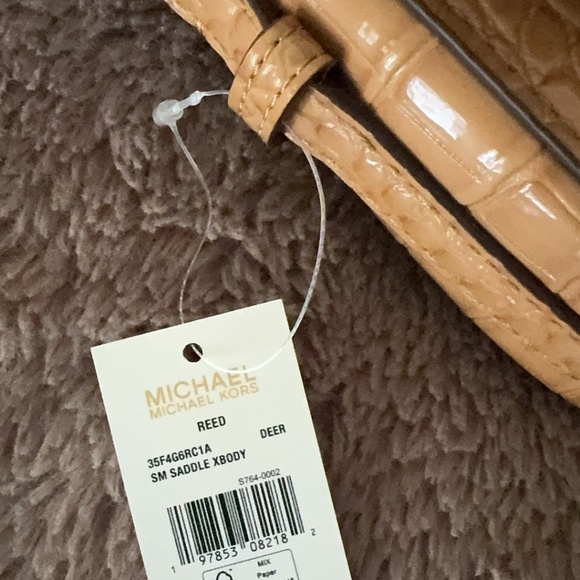 MICHAEL
MICHAEL KORS
REED
35F4G6RC1A DEER
SM SADDLE XBODY
S764-0002
1 97853 08218 2
MIX
Paper